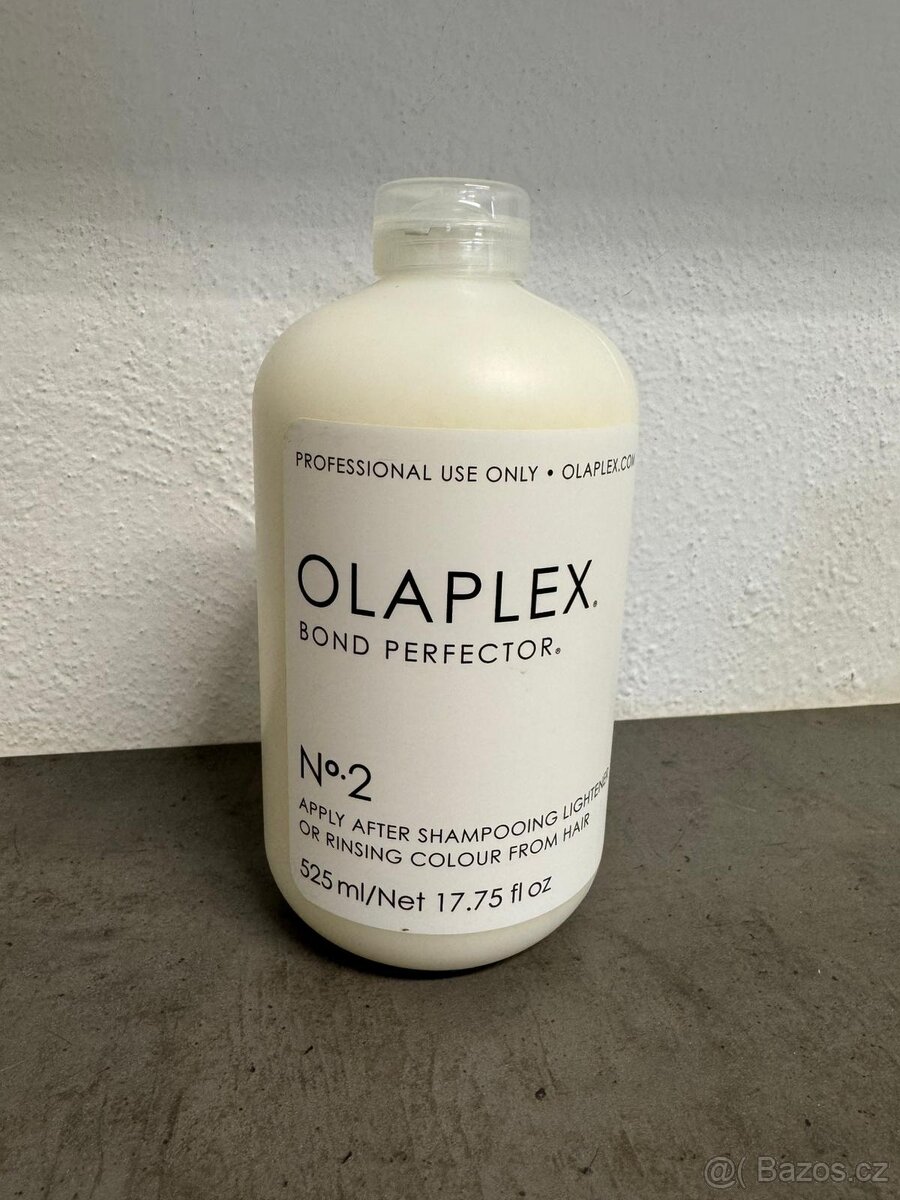 PROFESSIONAL USE ONLY • OLAPLEX.COM
OLAPLEX®
BOND PERFECTOR®
Nº.2
APPLY AFTER SHAMPOOING LIGHTENER
OR RINSING COLOUR FROM HAIR
525 ml/Net 17.75 fl oz
@( Bazos.cz